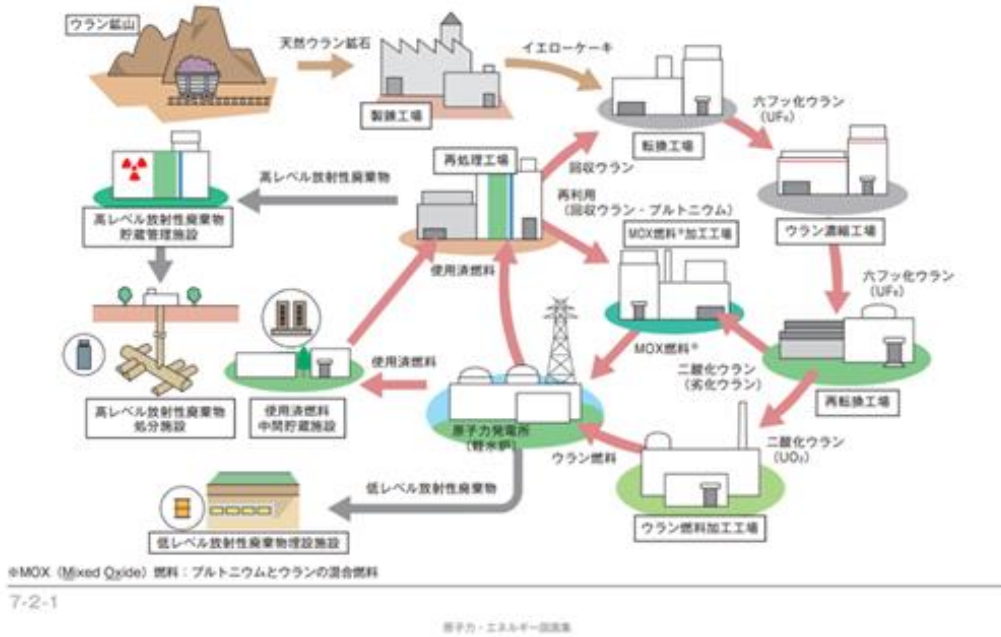 ウラン鉱山
天然ウラン鉱石
製錬工場
イエローケーキ
転換工場
六フッ化ウラン
(UF₆)
ウラン濃縮工場
六フッ化ウラン
(UF₆)
再転換工場
二酸化ウラン
(UO₂)
ウラン燃料加工工場
ウラン燃料
二酸化ウラン
(劣化ウラン)
再処理工場
回収ウラン
再利用
(回収ウラン・プルトニウム)
MOX燃料※加工工場
MOX燃料※
原子力発電所
(軽水炉)
使用済燃料
使用済燃料
使用済燃料
中間貯蔵施設
高レベル放射性廃棄物
高レベル放射性廃棄物
貯蔵管理施設
高レベル放射性廃棄物
処分施設
低レベル放射性廃棄物
低レベル放射性廃棄物埋設施設
※MOX (Mixed Oxide) 燃料：プルトニウムとウランの混合燃料
7-2-1
原子力・エネルギー図面集